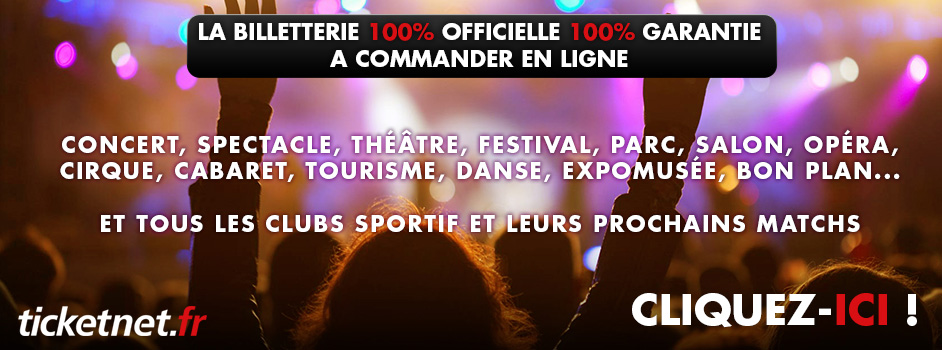 LA BILLETTERIE 100% OFFICIELLE 100% GARANTIE
A COMMANDER EN LIGNE
CONCERT, SPECTACLE, THÉÂTRE, FESTIVAL, PARC, SALON, OPÉRA,
CIRQUE, CABARET, TOURISME, DANSE, EXPOMUSÉE, BON PLAN...
ET TOUS LES CLUBS SPORTIF ET LEURS PROCHAINS MATCHS
ticketnet.fr
CLIQUEZ-ICI !